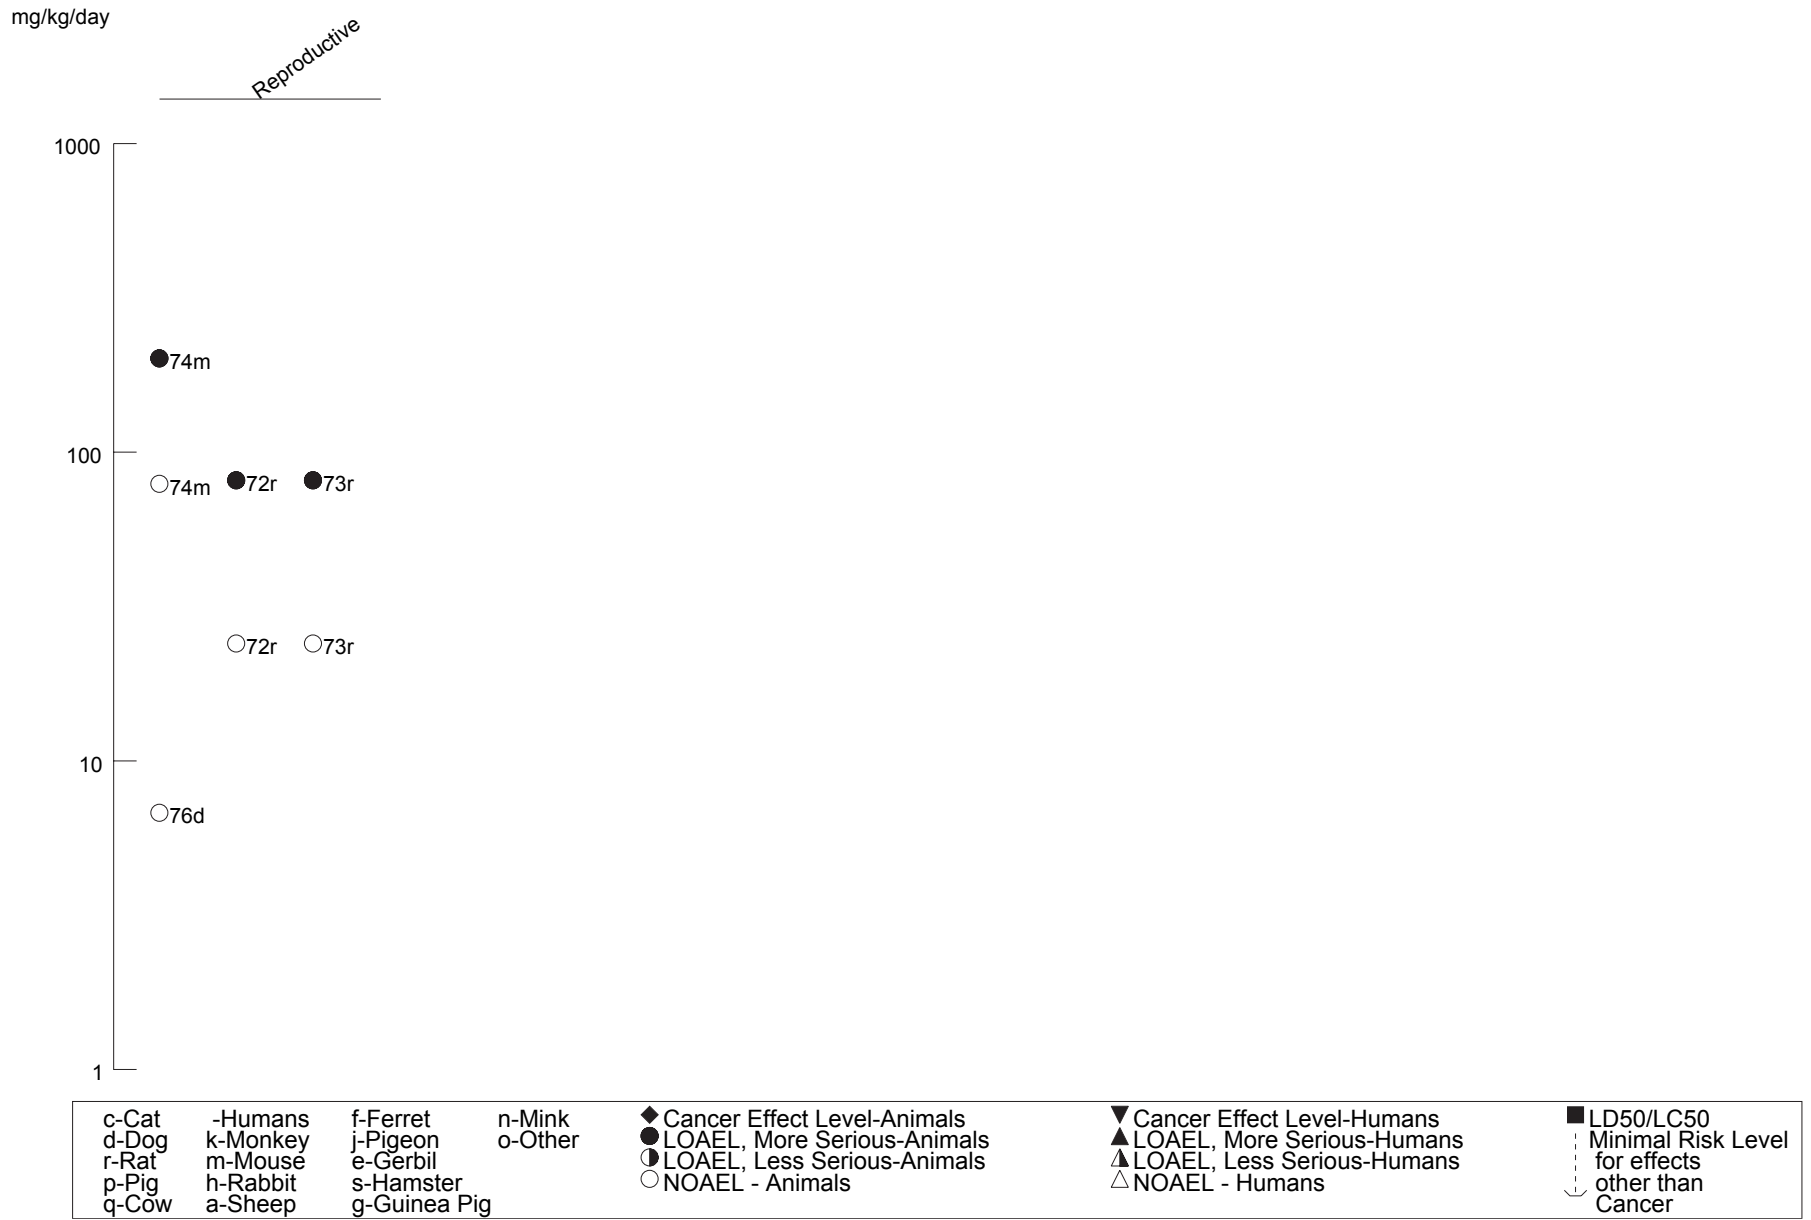 mg/kg/day
Reproductive
1000
74m
100
74m 72r 73r
72r 73r
10
76d
1
c-Cat -Humans f-Ferret n-Mink Cancer Effect Level-Animals Cancer Effect Level-Humans LD50/LC50
d-Dog k-Monkey j-Pigeon o-Other LOAEL, More Serious-Animals LOAEL, More Serious-Humans Minimal Risk Level
r-Rat m-Mouse e-Gerbil LOAEL, Less Serious-Animals LOAEL, Less Serious-Humans for effects
p-Pig h-Rabbit s-Hamster NOAEL - Animals NOAEL - Humans other than
q-Cow a-Sheep g-Guinea Pig Cancer